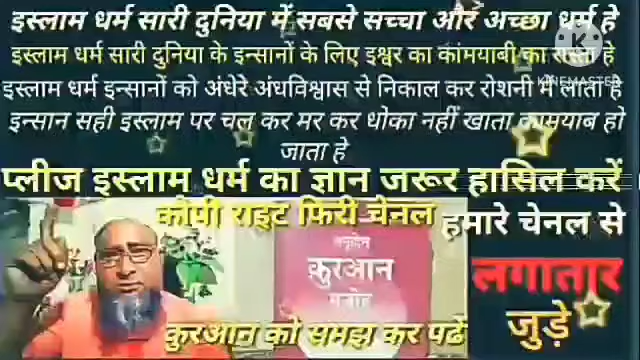 इस्लाम धर्म सारी दुनिया में सबसे सच्चा और अच्छा धर्म हे
इस्लाम धर्म सारी दुनिया के इन्सानों के लिए इश्वर का कांमयाबी का रास्ता हे
इस्लाम धर्म इन्सानों को अंधेरे अंधविश्वास से निकाल कर रोशनी में लाता हे
KINEMASTER
इन्सान सही इस्लाम पर चल कर मर कर धोका नहीं खाता कामयाब हो
जाता हे
प्लीज इस्लाम धर्म का ज्ञान जरूर हासिल करें
कोपी राइट फिरी चेनल
हमारे चेनल से
लगातार
जुड़े
क़ुरआन
कुरआन को समझ कर पढें